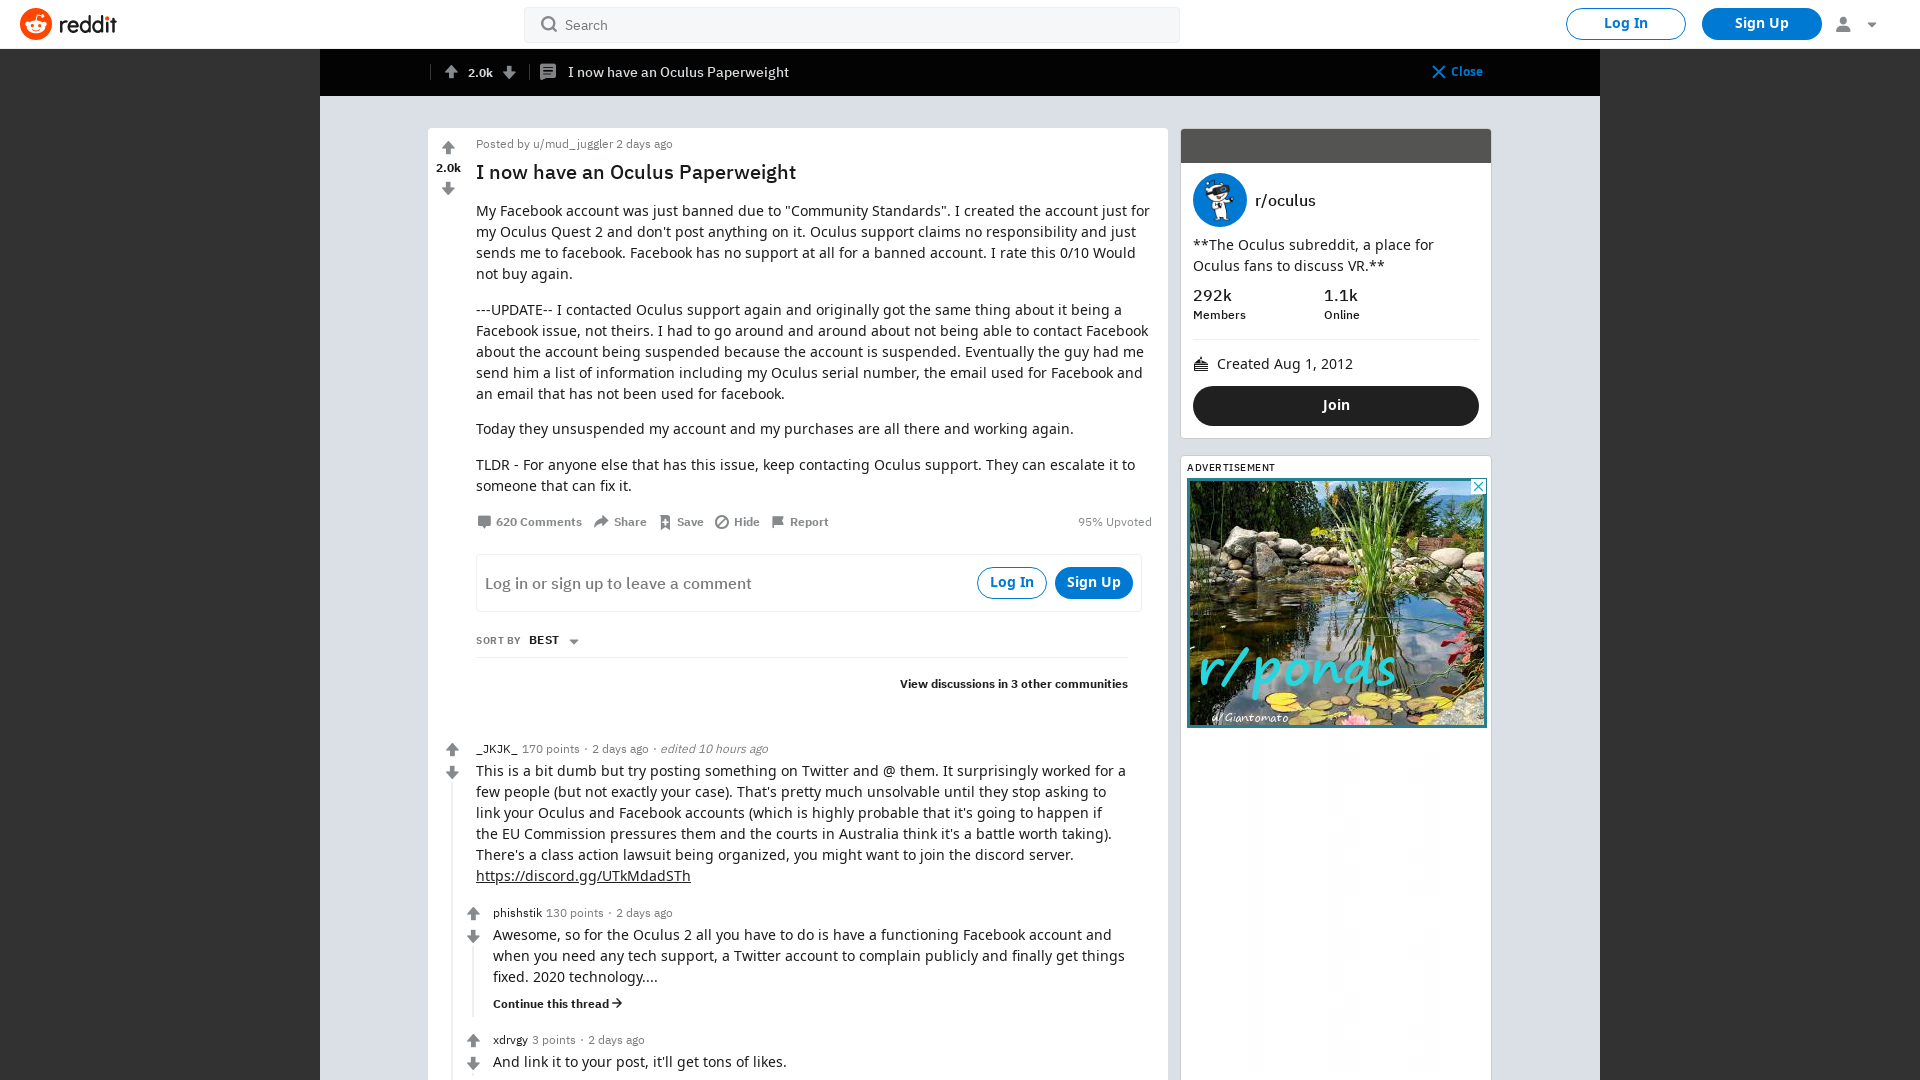 reddit
Search
Log In
Sign Up
2.0k
I now have an Oculus Paperweight
Close
Posted by u/mud_juggler 2 days ago
2.0k
I now have an Oculus Paperweight
My Facebook account was just banned due to "Community Standards". I created the account just for
my Oculus Quest 2 and don't post anything on it. Oculus support claims no responsibility and just
sends me to facebook. Facebook has no support at all for a banned account. I rate this 0/10 Would
not buy again.
---UPDATE-- I contacted Oculus support again and originally got the same thing about it being a
Facebook issue, not theirs. I had to go around and around about not being able to contact Facebook
about the account being suspended because the account is suspended. Eventually the guy had me
send him a list of information including my Oculus serial number, the email used for Facebook and
an email that has not been used for facebook.
Today they unsuspended my account and my purchases are all there and working again.
TLDR - For anyone else that has this issue, keep contacting Oculus support. They can escalate it to
someone that can fix it.
620 Comments Share Save Hide Report 95% Upvoted
Log in or sign up to leave a comment Log In Sign Up
SORT BY BEST
View discussions in 3 other communities
_JKJK_ 170 points · 2 days ago · edited 10 hours ago
This is a bit dumb but try posting something on Twitter and @ them. It surprisingly worked for a
few people (but not exactly your case). That's pretty much unsolvable until they stop asking to
link your Oculus and Facebook accounts (which is highly probable that it's going to happen if
the EU Commission pressures them and the courts in Australia think it's a battle worth taking).
There's a class action lawsuit being organized, you might want to join the discord server.
https://discord.gg/UTkMdadSTh
phishstik 130 points · 2 days ago
Awesome, so for the Oculus 2 all you have to do is have a functioning Facebook account and
when you need any tech support, a Twitter account to complain publicly and finally get things
fixed. 2020 technology....
Continue this thread
xdrvgy 3 points · 2 days ago
And link it to your post, it'll get tons of likes.
r/oculus
**The Oculus subreddit, a place for
Oculus fans to discuss VR.**
292k 1.1k
Members Online
Created Aug 1, 2012
Join
ADVERTISEMENT
r/ponds
u/Giantomato